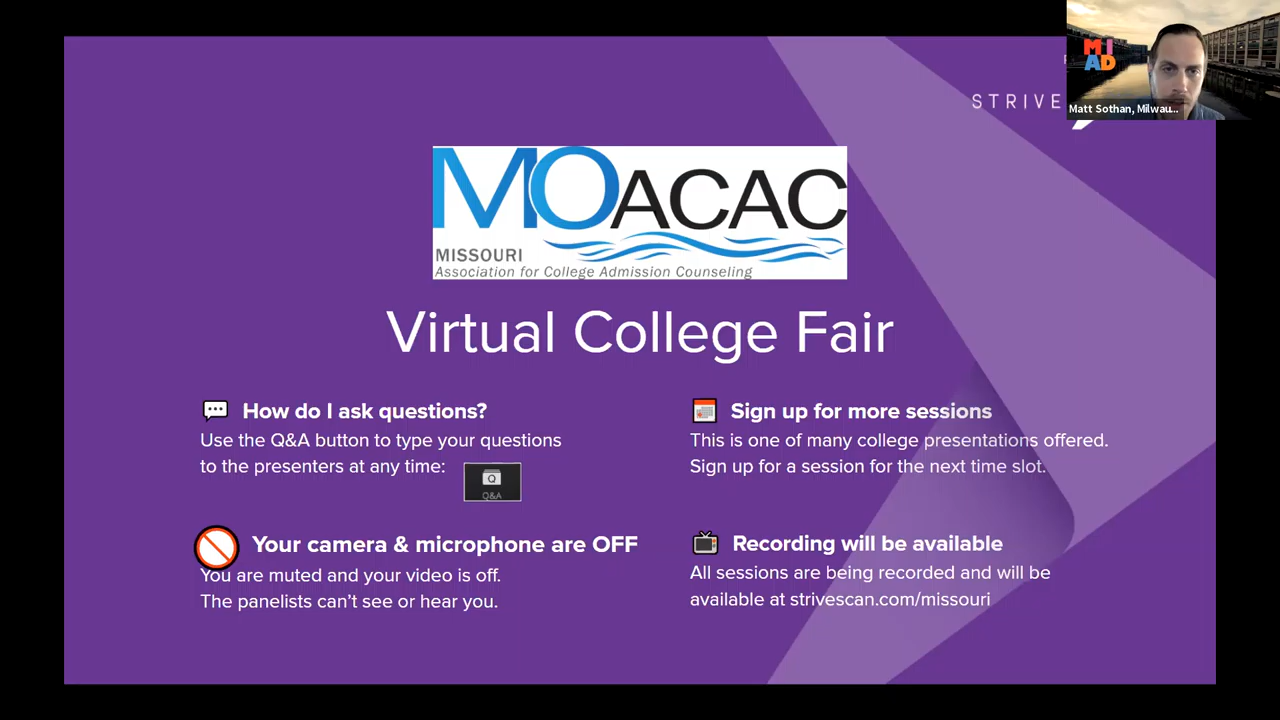 STRIVE
MI
AD
Matt Sothan, Milwau...
MOACAC
MISSOURI
Association for College Admission Counseling
Virtual College Fair
How do I ask questions?
Use the Q&A button to type your questions
to the presenters at any time:
Q
Q&A
Sign up for more sessions
This is one of many college presentations offered.
Sign up for a session for the next time slot.
Your camera & microphone are OFF
You are muted and your video is off.
The panelists can't see or hear you.
Recording will be available
All sessions are being recorded and will be
available at strivescan.com/missouri